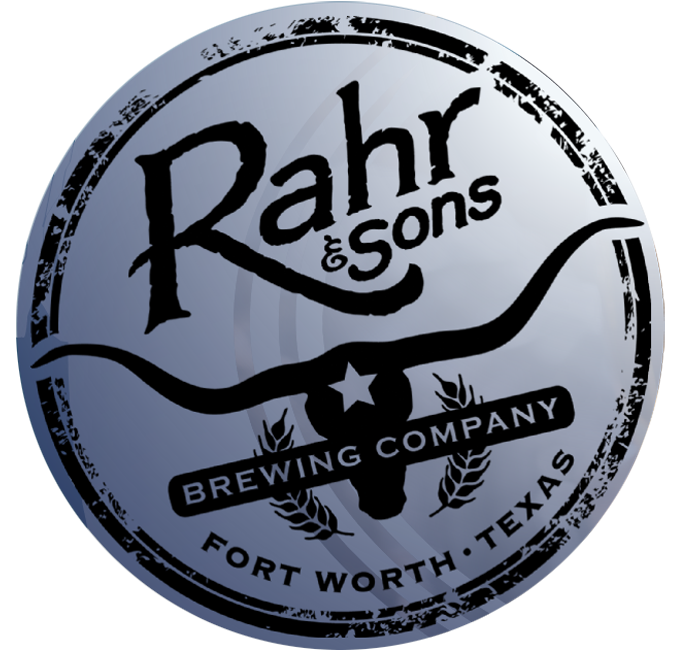 Rahr
& Sons
BREWING COMPANY
FORT WORTH • TEXAS